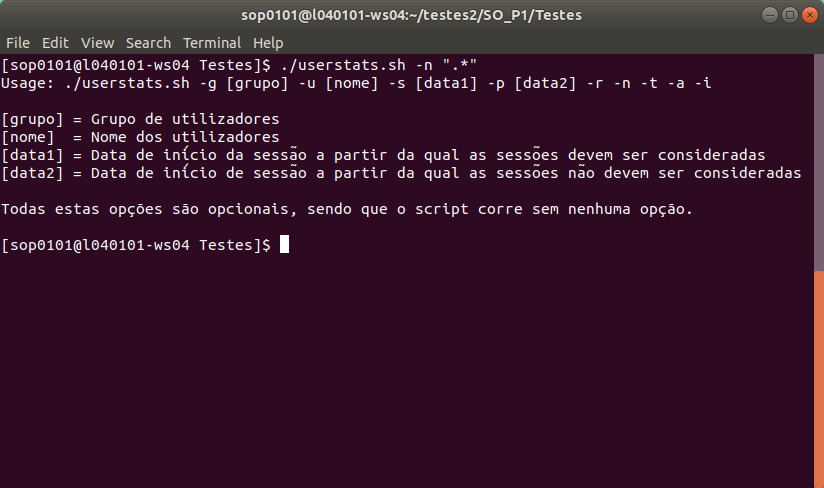 sop0101@l040101-ws04:~/testes2/SO_P1/Testes
File Edit View Search Terminal Help
[sop0101@l040101-ws04 Testes]$ ./userstats.sh -n ".*"
Usage: ./userstats.sh -g [grupo] -u [nome] -s [data1] -p [data2] -r -n -t -a -i
[grupo] = Grupo de utilizadores
[nome]  = Nome dos utilizadores
[data1] = Data de início da sessão a partir da qual as sessões devem ser consideradas
[data2] = Data de início de sessão a partir da qual as sessões não devem ser consideradas
Todas estas opções são opcionais, sendo que o script corre sem nenhuma opção.
[sop0101@l040101-ws04 Testes]$